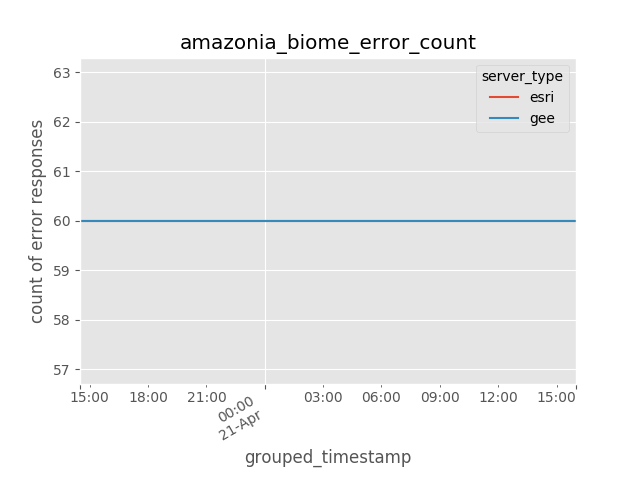 amazonia_biome_error_count
server_type
esri
gee
count of error responses
63
62
61
60
59
58
57
15:00 18:00 21:00 00:00 03:00 06:00 09:00 12:00 15:00
21-Apr
grouped_timestamp